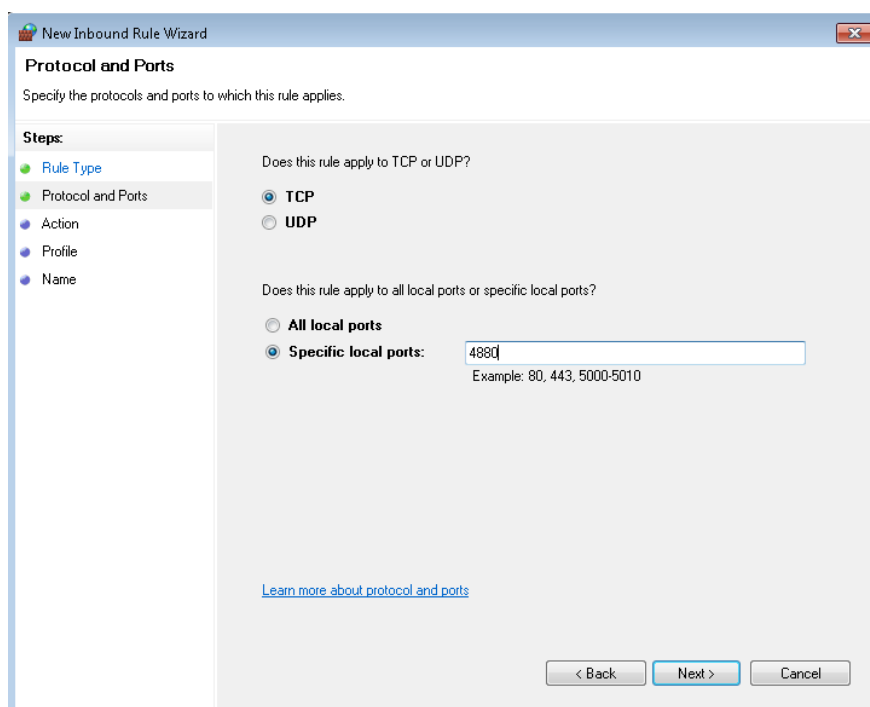 New Inbound Rule Wizard
Protocol and Ports
Specify the protocols and ports to which this rule applies.
Steps:
Rule Type
Protocol and Ports
Action
Profile
Name
Does this rule apply to TCP or UDP?
TCP
UDP
Does this rule apply to all local ports or specific local ports?
All local ports
Specific local ports: 4880
Example: 80, 443, 5000-5010
Learn more about protocol and ports
< Back Next > Cancel